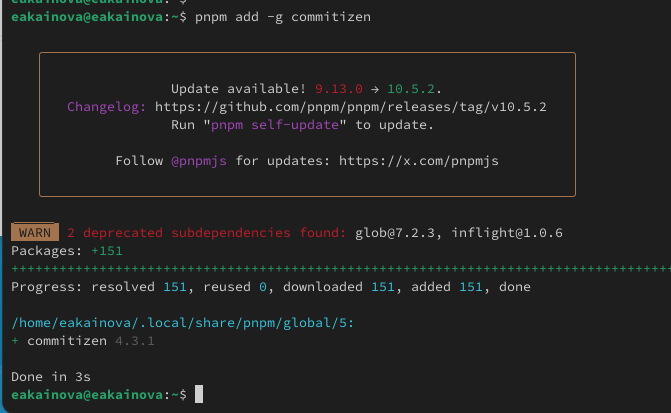 eakainova@eakainova:~$ pnpm add -g commitizen
Update available! 9.13.0 → 10.5.2.
Changelog: https://github.com/pnpm/pnpm/releases/tag/v10.5.2
Run "pnpm self-update" to update.
Follow @pnpmjs for updates: https://x.com/pnpmjs
WARN 2 deprecated subdependencies found: glob@7.2.3, inflight@1.0.6
Packages: +151
++++++++++++++++++++++++++++++++++++++++++++++++++++++++++++++++++++++++++++++++++
Progress: resolved 151, reused 0, downloaded 151, added 151, done
/home/eakainova/.local/share/pnpm/global/5:
+ commitizen 4.3.1
Done in 3s
eakainova@eakainova:~$